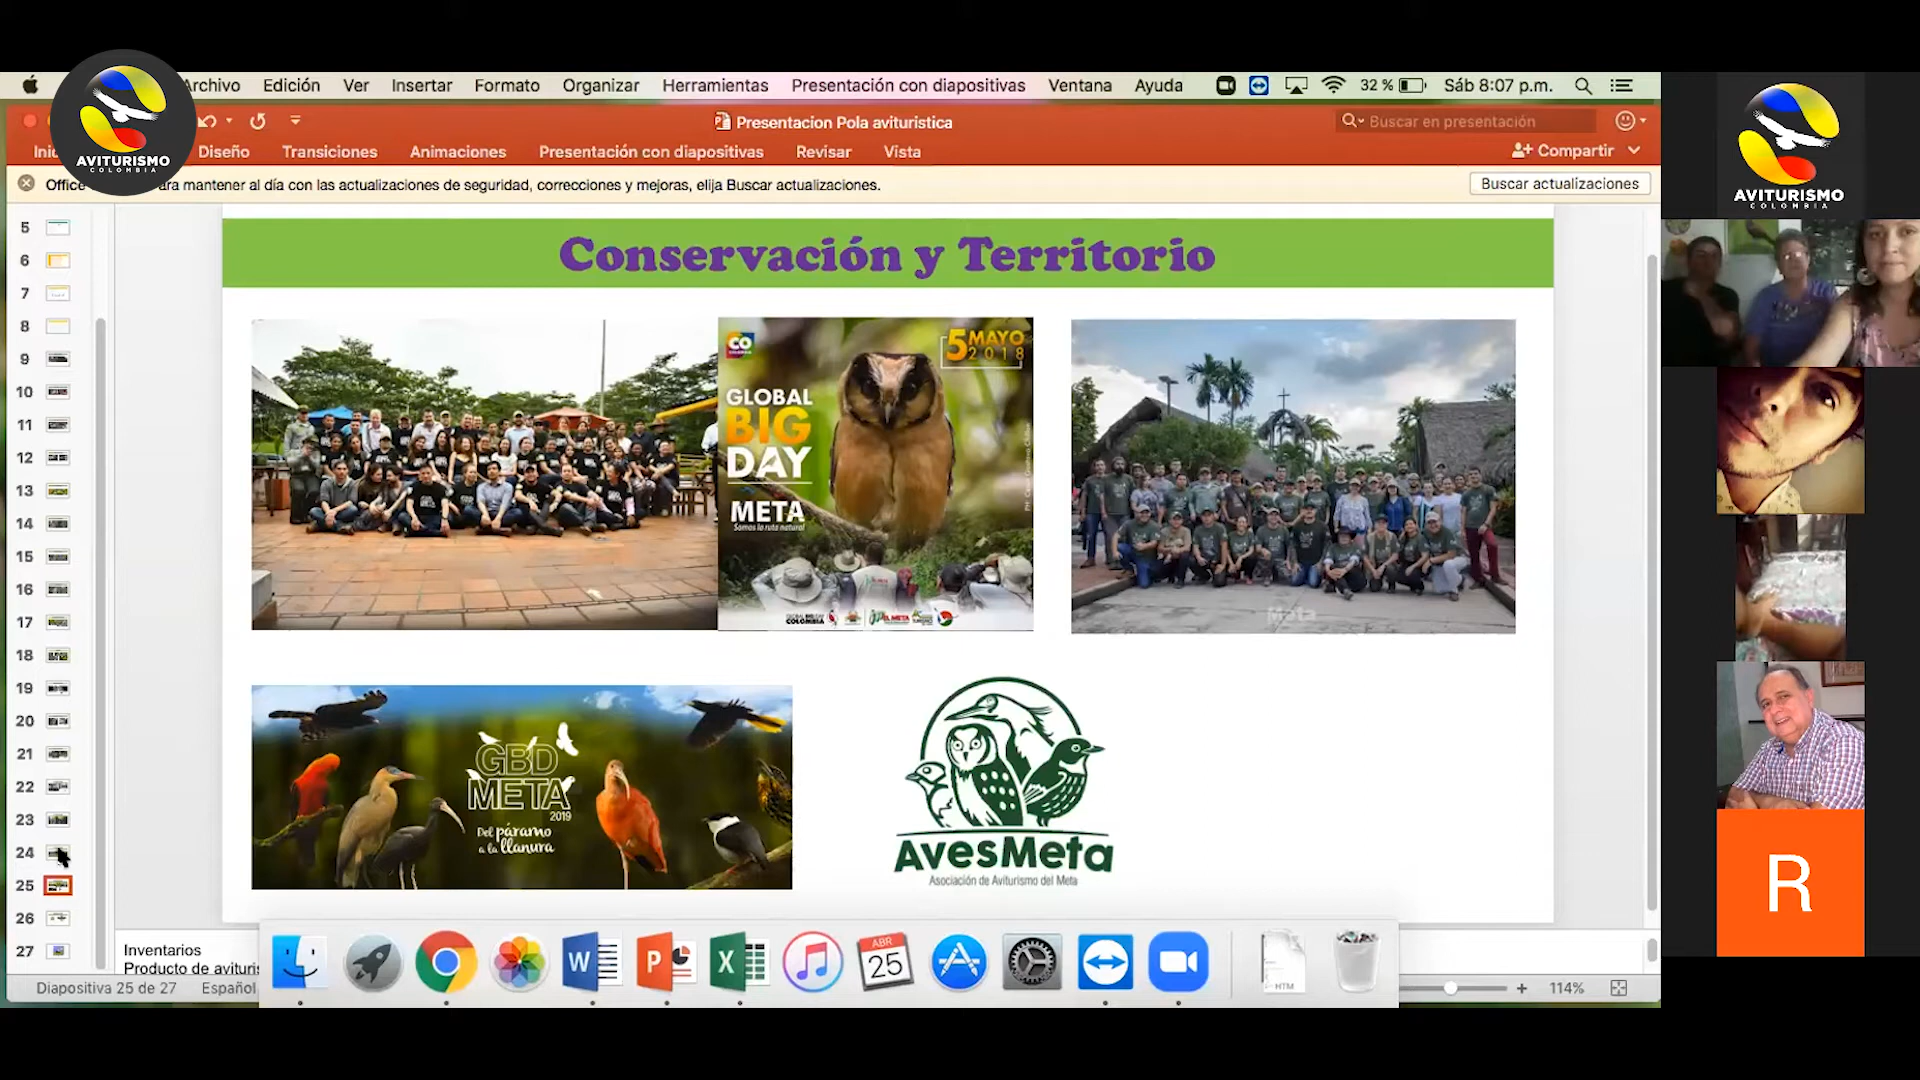 Archivo Edición Ver Insertar Formato Organizar Herramientas Presentación con diapositivas Ventana Ayuda 32 % Sáb 8:07 p.m.
Presentacion Pola avituristica
Buscar en presentación
Diseño Transiciones Animaciones Presentación con diapositivas Revisar Vista
Compartir
AVITURISMO
COLOMBIA
Office
para mantener al día con las actualizaciones de seguridad, correcciones y mejoras, elija Buscar actualizaciones.
Buscar actualizaciones
AVITURISMO
COLOMBIA
5
6
7
8
9
10
11
12
13
14
15
16
17
18
19
20
21
22
23
24
25
26
27
Conservación y Territorio
CO
5 MAYO
2018
GLOBAL
BIG
DAY
META
Somos la ruta natural
COLOMBIA
EL META
GBD
META
2019
Del páramo
a la llanura
AvesMeta
Asociación de Aviturismo del Meta
Inventarios
Diapositiva 25 de 27
Español
ABR
25
HTM
114%
R